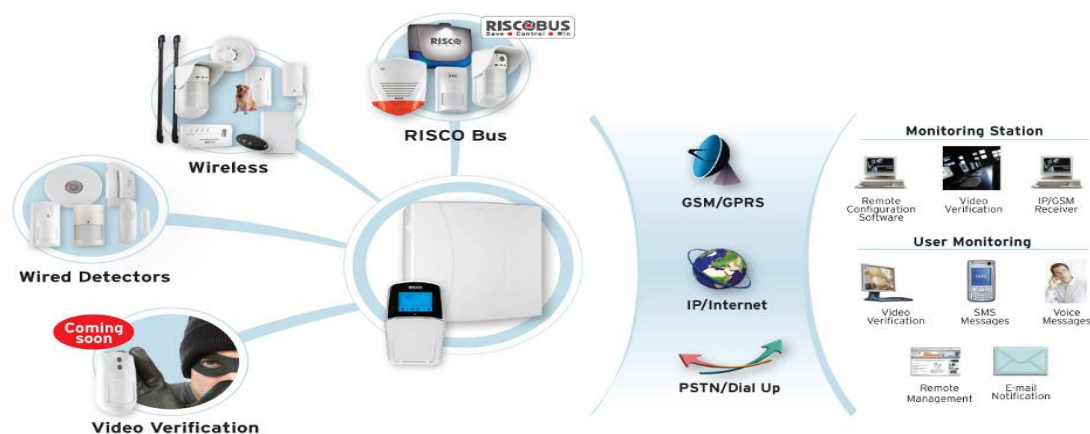 RISCOBUS
Save • Control • Win
RISCO
RISCO Bus
Wireless
Wired Detectors
Coming
soon
Video Verification
RISCO
GSM/GPRS
IP/Internet
PSTN/Dial Up
Monitoring Station
Remote
Configuration
Software
Video
Verification
IP/GSM
Receiver
User Monitoring
Video
Verification
SMS
Messages
Voice
Messages
Remote
Management
E-mail
Notification